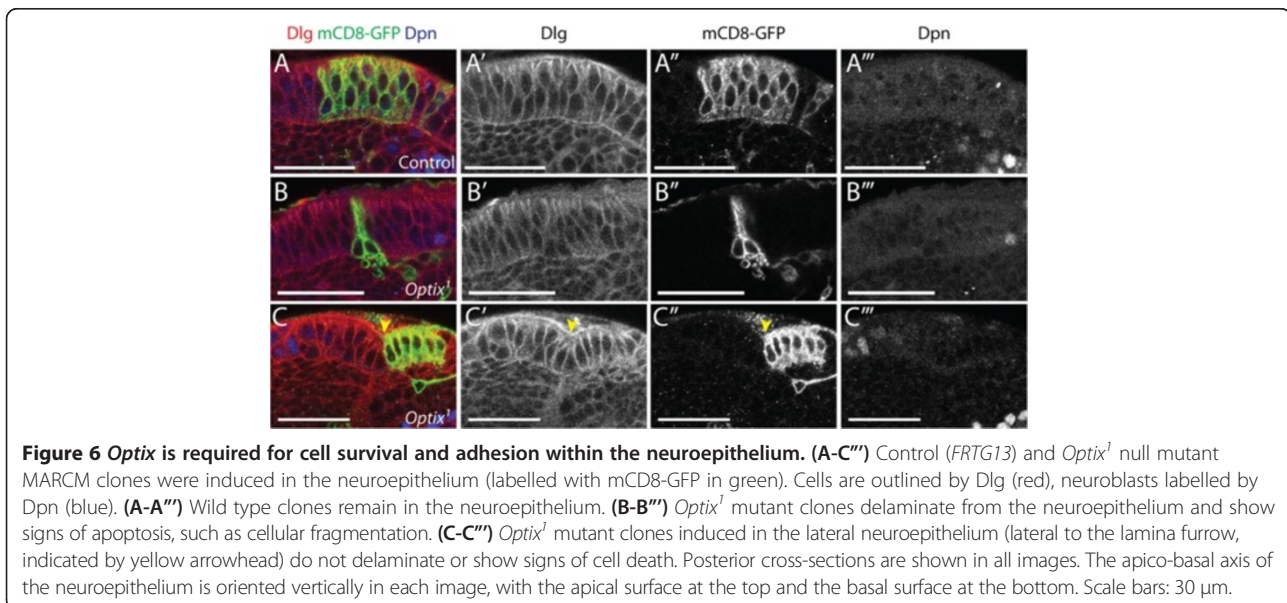 Dlg mCD8-GFP Dpn Dlg mCD8-GFP Dpn
A A' A'' A'''
Control
B B' B'' B'''
Optix¹
C C' C'' C'''
Optix¹
Figure 6 Optix is required for cell survival and adhesion within the neuroepithelium. (A-C''') Control (FRTG13) and Optix¹ null mutant
MARCM clones were induced in the neuroepithelium (labelled with mCD8-GFP in green). Cells are outlined by Dlg (red), neuroblasts labelled by
Dpn (blue). (A-A''') Wild type clones remain in the neuroepithelium. (B-B''') Optix¹ mutant clones delaminate from the neuroepithelium and show
signs of apoptosis, such as cellular fragmentation. (C-C''') Optix¹ mutant clones induced in the lateral neuroepithelium (lateral to the lamina furrow,
indicated by yellow arrowhead) do not delaminate or show signs of cell death. Posterior cross-sections are shown in all images. The apico-basal axis of
the neuroepithelium is oriented vertically in each image, with the apical surface at the top and the basal surface at the bottom. Scale bars: 30 μm.